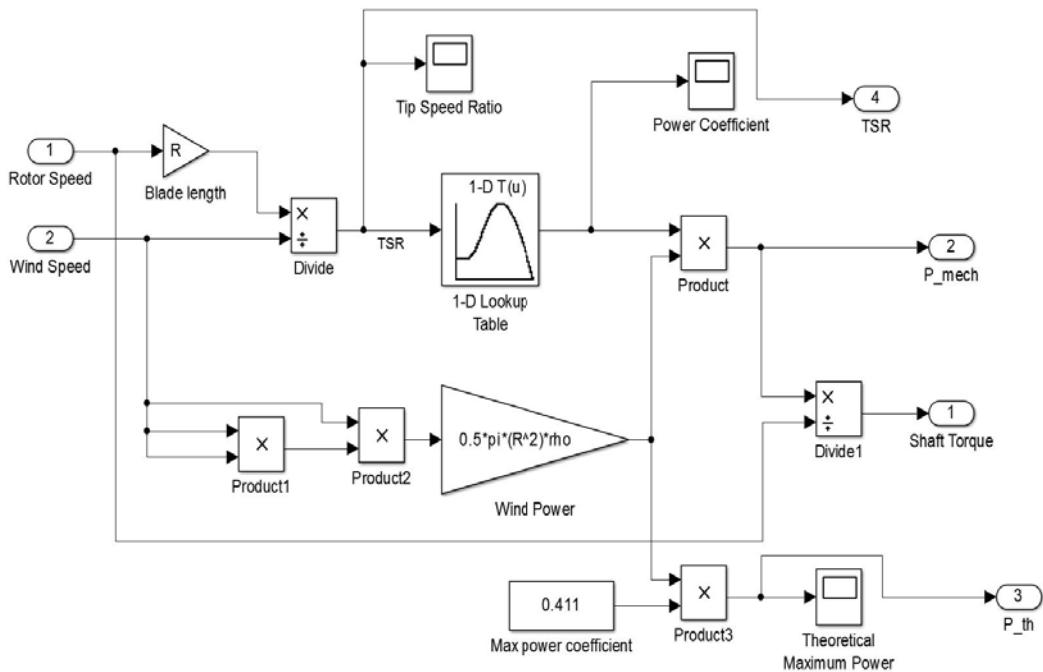 Tip Speed Ratio
Power Coefficient
4
TSR
1
Rotor Speed
R
Blade length
2
Wind Speed
×
÷
Divide
TSR
1-D T(u)
1-D Lookup
Table
×
Product
2
P_mech
×
Product1
×
Product2
0.5*pi*(R^2)*rho
Wind Power
×
÷
Divide1
1
Shaft Torque
0.411
Max power coefficient
×
Product3
Theoretical
Maximum Power
3
P_th